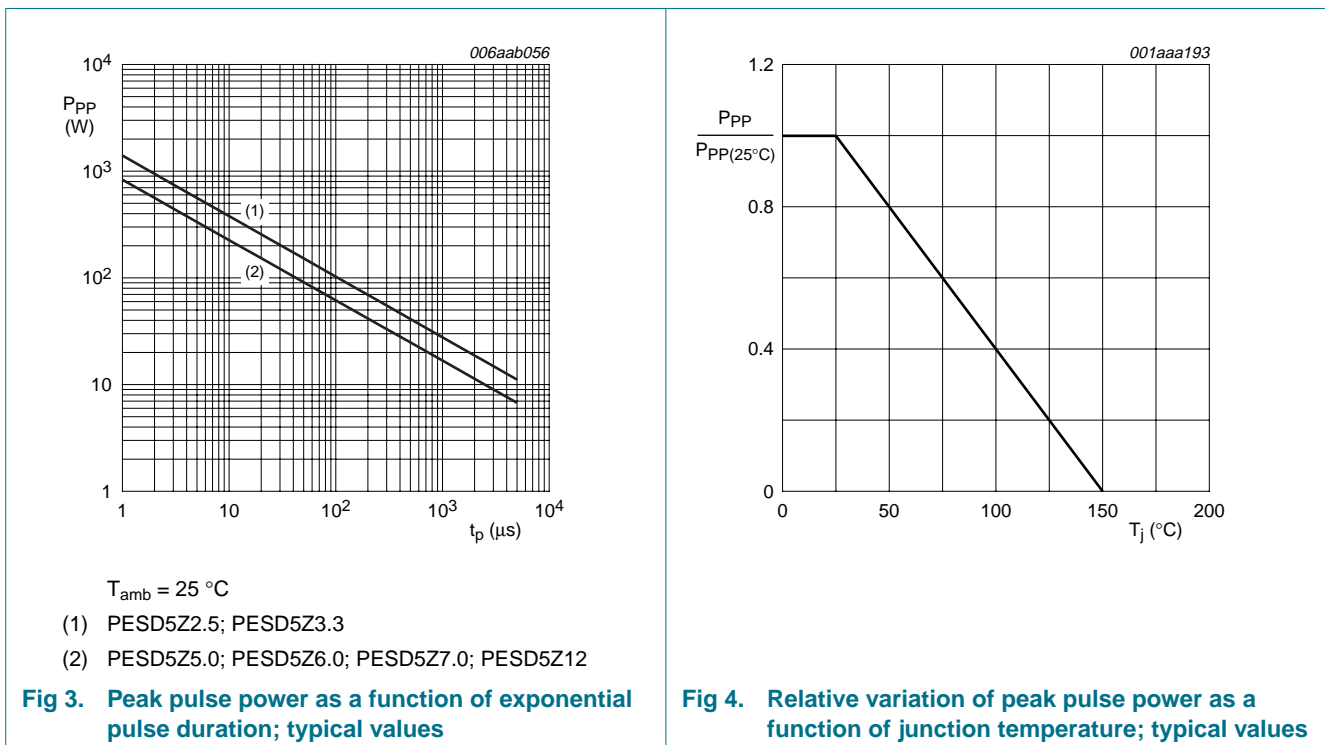 006aab056
10⁴
P_PP
(W)
10³
(1)
(2)
10²
10
1
1 10 10² 10³ 10⁴
t_p (μs)
T_amb = 25 °C
(1) PESD5Z2.5; PESD5Z3.3
(2) PESD5Z5.0; PESD5Z6.0; PESD5Z7.0; PESD5Z12
Fig 3. Peak pulse power as a function of exponential
pulse duration; typical values
001aaa193
1.2
P_PP
P_PP(25°C)
0.8
0.4
0
0 50 100 150 200
T_j (°C)
Fig 4. Relative variation of peak pulse power as a
function of junction temperature; typical values